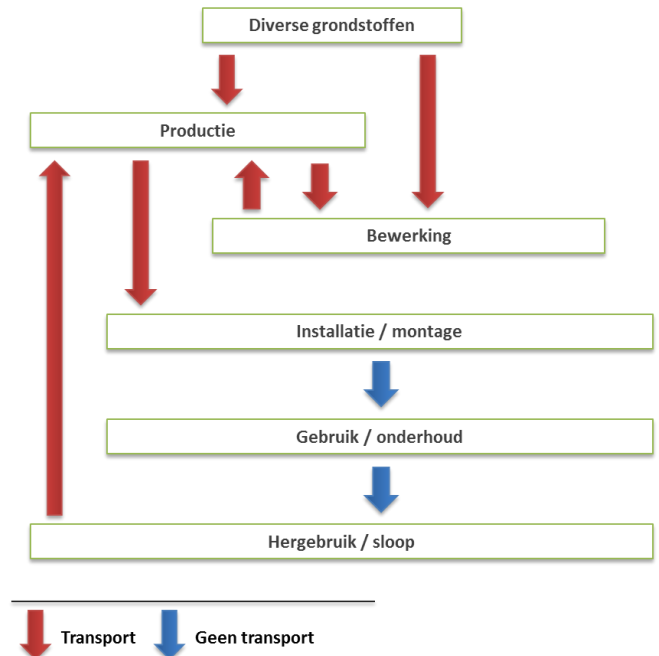 Diverse grondstoffen
Productie
Bewerking
Installatie / montage
Gebruik / onderhoud
Hergebruik / sloop
Transport
Geen transport